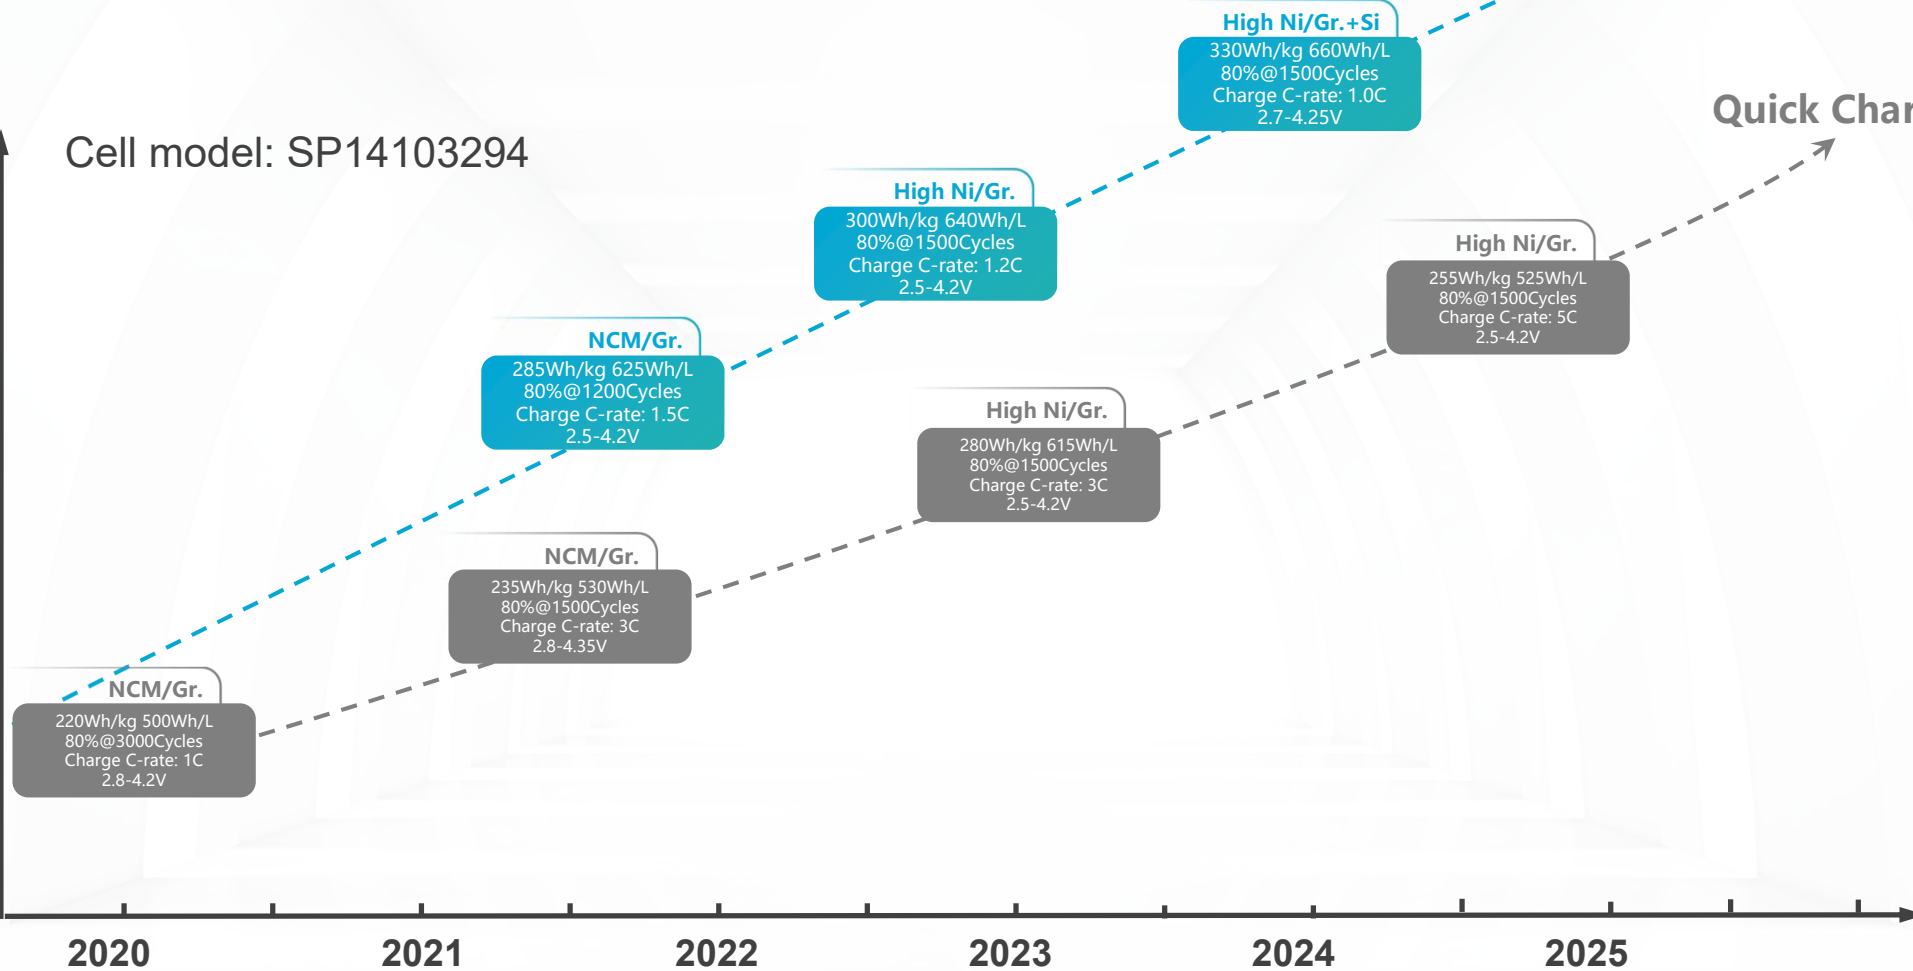 High Ni/Gr.+Si
330Wh/kg 660Wh/L
80%@1500Cycles
Charge C-rate: 1.0C
2.7-4.25V
Quick Char
Cell model: SP14103294
High Ni/Gr.
300Wh/kg 640Wh/L
80%@1500Cycles
Charge C-rate: 1.2C
2.5-4.2V
High Ni/Gr.
255Wh/kg 525Wh/L
80%@1500Cycles
Charge C-rate: 5C
2.5-4.2V
NCM/Gr.
285Wh/kg 625Wh/L
80%@1200Cycles
Charge C-rate: 1.5C
2.5-4.2V
High Ni/Gr.
280Wh/kg 615Wh/L
80%@1500Cycles
Charge C-rate: 3C
2.5-4.2V
NCM/Gr.
235Wh/kg 530Wh/L
80%@1500Cycles
Charge C-rate: 3C
2.8-4.35V
NCM/Gr.
220Wh/kg 500Wh/L
80%@3000Cycles
Charge C-rate: 1C
2.8-4.2V
2020 2021 2022 2023 2024 2025